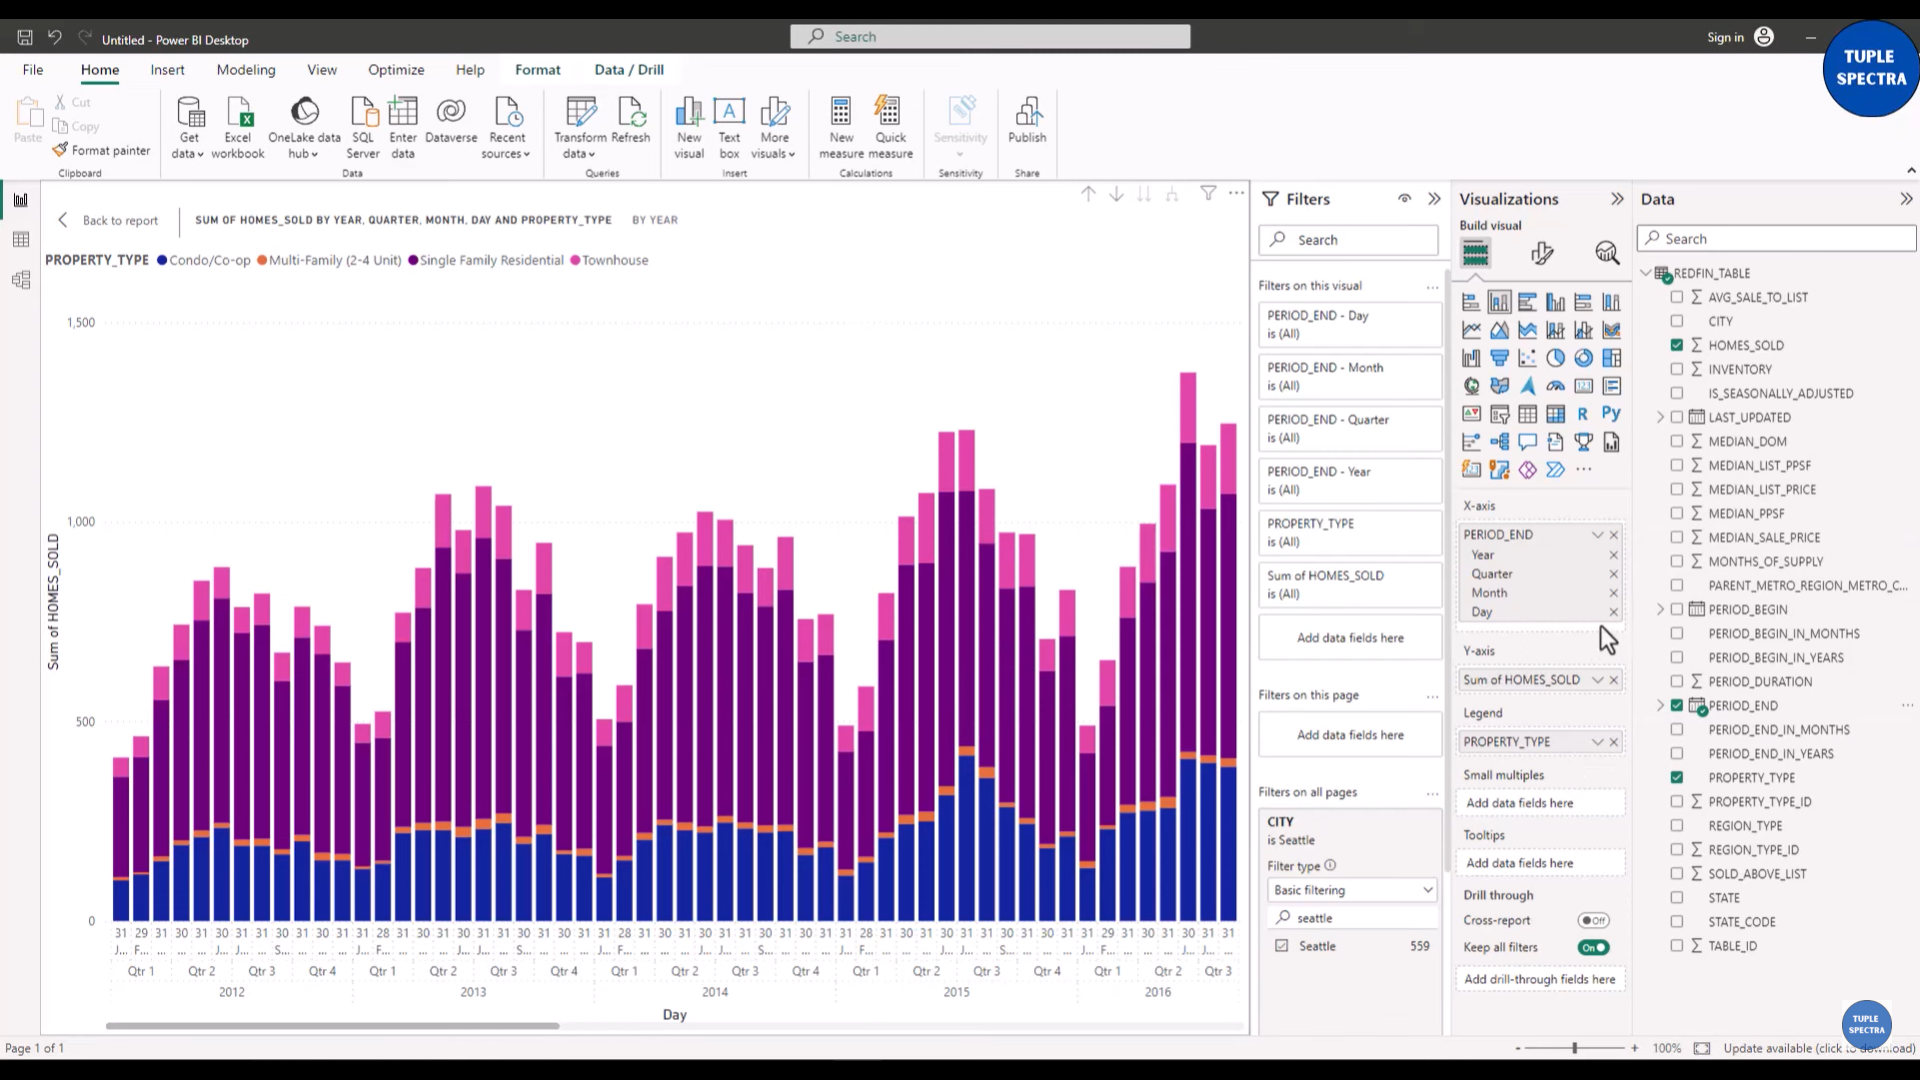 Untitled - Power BI Desktop
Search
Sign in
TUPLE
SPECTRA
File
Home
Insert
Modeling
View
Optimize
Help
Format
Data / Drill
Paste
Cut
Copy
Format painter
Get
data
Excel
workbook
OneLake data
hub
SQL
Server
Enter
data
Dataverse
Recent
sources
Transform
data
Refresh
New
visual
Text
box
More
visuals
New
measure
Quick
measure
Sensitivity
Publish
Clipboard
Data
Queries
Insert
Calculations
Sensitivity
Share
Back to report
SUM OF HOMES_SOLD BY YEAR, QUARTER, MONTH, DAY AND PROPERTY_TYPE
BY YEAR
PROPERTY_TYPE Condo/Co-op Multi-Family (2-4 Unit) Single Family Residential Townhouse
Sum of HOMES_SOLD
1,500
1,000
500
0
31 29 31 30 31 30 31 31 30 31 30 31 31 28 31 30 31 30 31 31 30 31 30 31 31 28 31 30 31 30 31 31 30 31 30 31 31 28 31 30 31 30 31 31 30 31 30 31 31 29 31 30 31 30 31 31
J... F... ... ... ... J... J... ... S... ... ... ... J... F... ... ... ... J... J... ... S... ... ... ... J... F... ... ... ... J... J... ... S... ... ... ... J... F... ... ... ... J... J... ... S... ... ... ... J... F... ... ... ... J... J... ...
Qtr 1 Qtr 2 Qtr 3 Qtr 4 Qtr 1 Qtr 2 Qtr 3 Qtr 4 Qtr 1 Qtr 2 Qtr 3 Qtr 4 Qtr 1 Qtr 2 Qtr 3 Qtr 4 Qtr 1 Qtr 2 Qtr 3
2012 2013 2014 2015 2016
Day
Filters
Search
Filters on this visual
PERIOD_END - Day
is (All)
PERIOD_END - Month
is (All)
PERIOD_END - Quarter
is (All)
PERIOD_END - Year
is (All)
PROPERTY_TYPE
is (All)
Sum of HOMES_SOLD
is (All)
Add data fields here
Filters on this page
Add data fields here
Filters on all pages
CITY
is Seattle
Filter type
Basic filtering
seattle
Seattle 559
Visualizations
Build visual
R
Py
123
X-axis
PERIOD_END
Year
Quarter
Month
Day
Y-axis
Sum of HOMES_SOLD
Legend
PROPERTY_TYPE
Small multiples
Add data fields here
Tooltips
Add data fields here
Drill through
Cross-report Off
Keep all filters On
Add drill-through fields here
Data
Search
REDFIN_TABLE
AVG_SALE_TO_LIST
CITY
HOMES_SOLD
INVENTORY
IS_SEASONALLY_ADJUSTED
LAST_UPDATED
MEDIAN_DOM
MEDIAN_LIST_PPSF
MEDIAN_LIST_PRICE
MEDIAN_PPSF
MEDIAN_SALE_PRICE
MONTHS_OF_SUPPLY
PARENT_METRO_REGION_METRO_C...
PERIOD_BEGIN
PERIOD_BEGIN_IN_MONTHS
PERIOD_BEGIN_IN_YEARS
PERIOD_DURATION
PERIOD_END
PERIOD_END_IN_MONTHS
PERIOD_END_IN_YEARS
PROPERTY_TYPE
PROPERTY_TYPE_ID
REGION_TYPE
REGION_TYPE_ID
SOLD_ABOVE_LIST
STATE
STATE_CODE
TABLE_ID
TUPLE
SPECTRA
Page 1 of 1
100%
Update available (click to download)